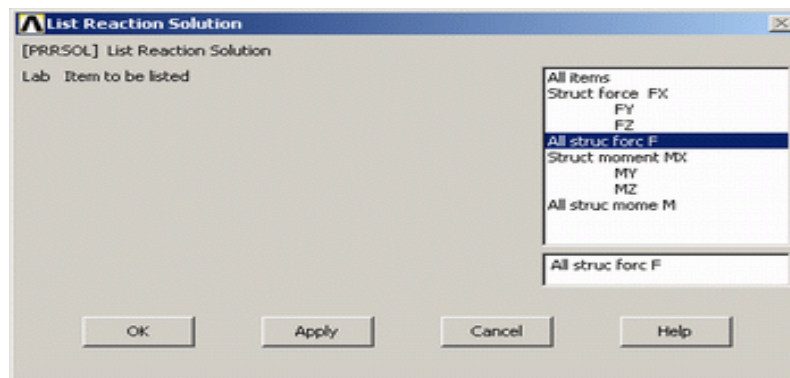 List Reaction Solution
[PRRSOL] List Reaction Solution
Lab Item to be listed
All items
Struct force FX
FY
FZ
All struc forc F
Struct moment MX
MY
MZ
All struc mome M
All struc forc F
OK Apply Cancel Help